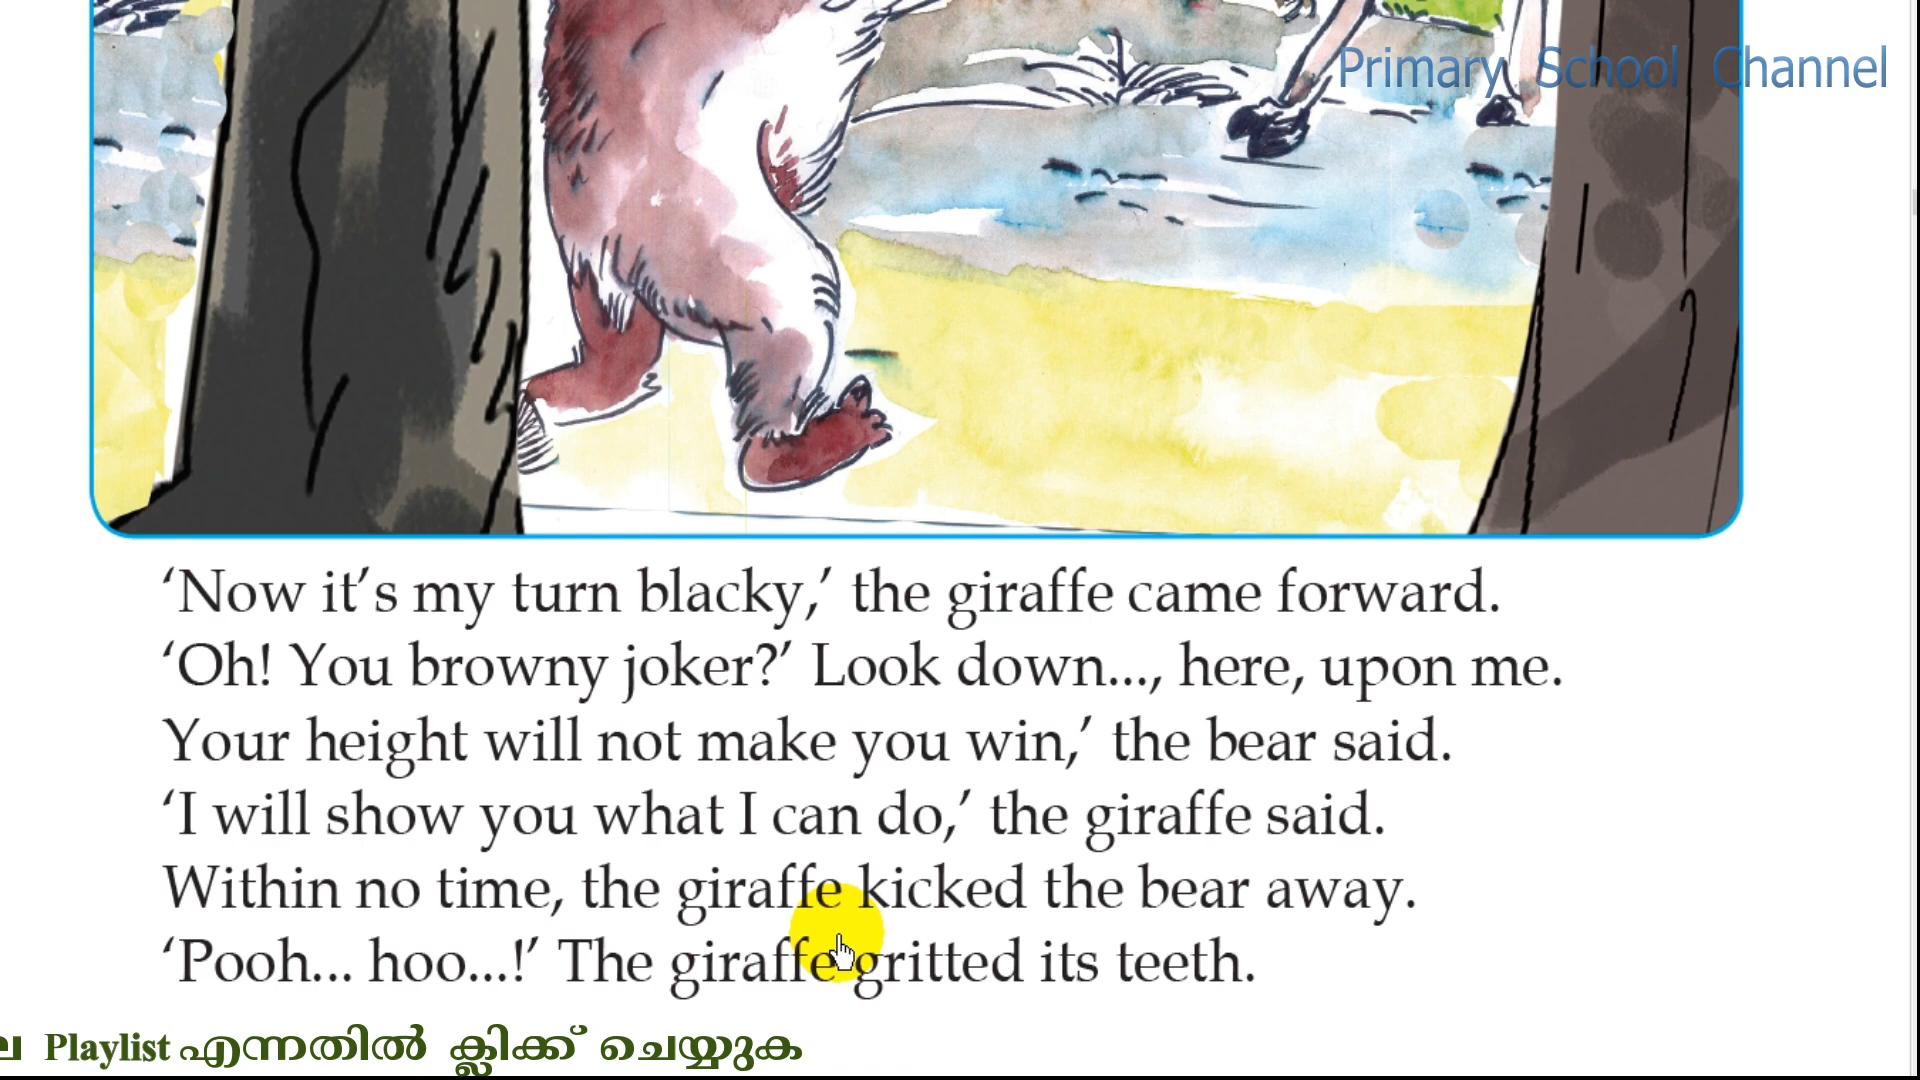 Primary School Channel
‘Now it’s my turn blacky,’ the giraffe came forward.
‘Oh! You browny joker?’ Look down..., here, upon me.
Your height will not make you win,’ the bear said.
‘I will show you what I can do,’ the giraffe said.
Within no time, the giraffe kicked the bear away.
‘Pooh... hoo...!’ The giraffe gritted its teeth.
Playlist എന്നതിൽ ക്ലിക്ക് ചെയ്യുക